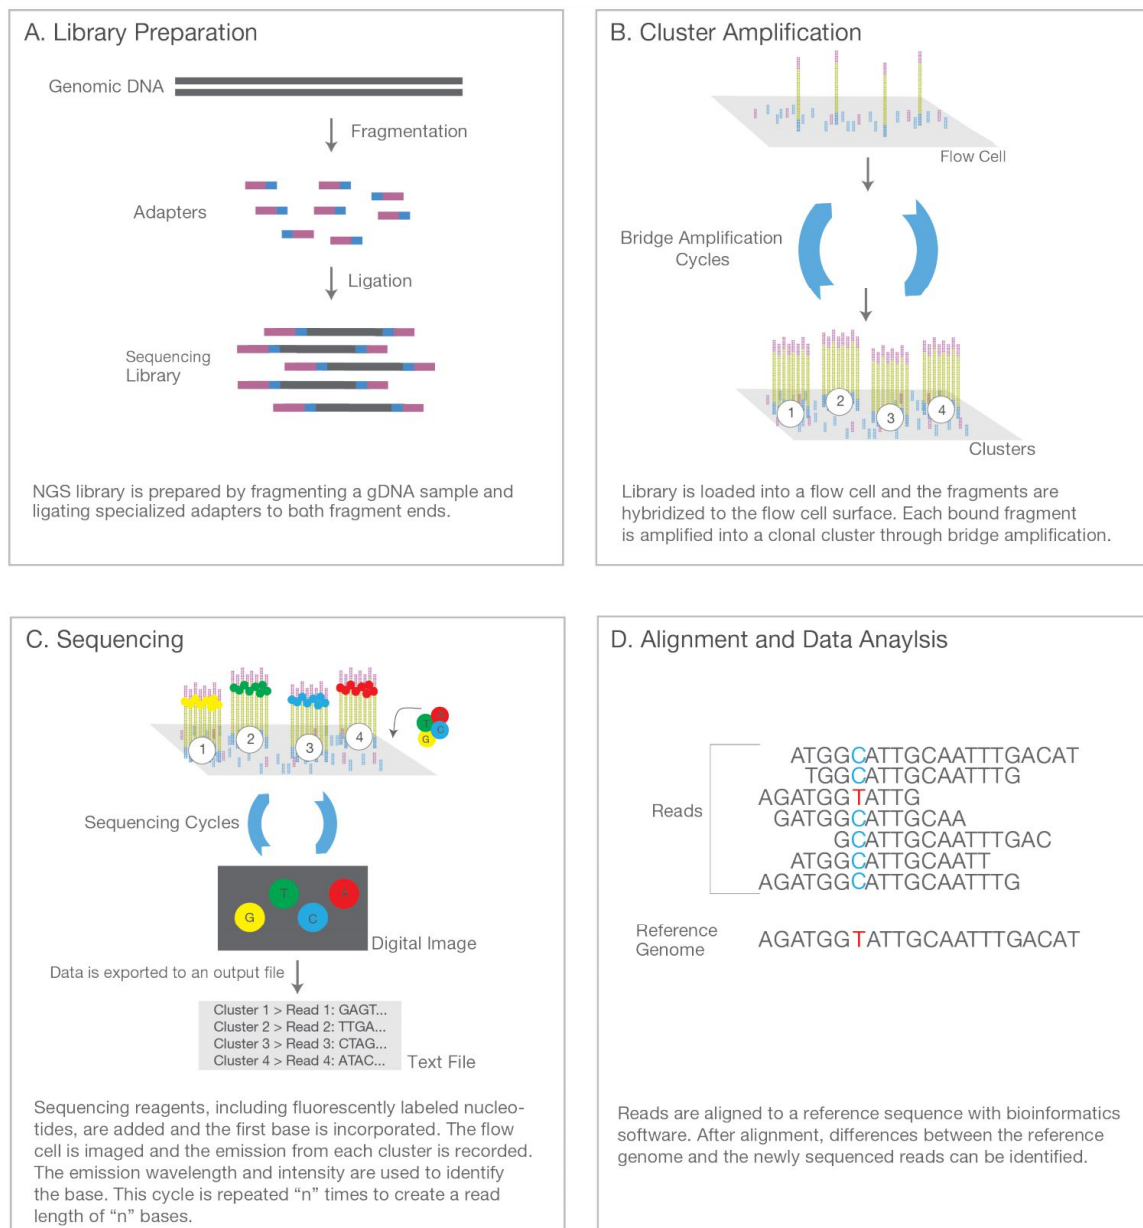 A. Library Preparation
Genomic DNA
Fragmentation
Adapters
Ligation
Sequencing
Library
NGS library is prepared by fragmenting a gDNA sample and
ligating specialized adapters to both fragment ends.
B. Cluster Amplification
Flow Cell
Bridge Amplification
Cycles
1
2
3
4
Clusters
Library is loaded into a flow cell and the fragments are
hybridized to the flow cell surface. Each bound fragment
is amplified into a clonal cluster through bridge amplification.
C. Sequencing
1
2
3
4
T
C
G
Sequencing Cycles
T
A
G
C
Digital Image
Data is exported to an output file
Cluster 1 > Read 1: GAGT...
Cluster 2 > Read 2: TTGA...
Cluster 3 > Read 3: CTAG...
Cluster 4 > Read 4: ATAC...
Text File
Sequencing reagents, including fluorescently labeled nucleo-
tides, are added and the first base is incorporated. The flow
cell is imaged and the emission from each cluster is recorded.
The emission wavelength and intensity are used to identify
the base. This cycle is repeated “n” times to create a read
length of “n” bases.
D. Alignment and Data Anaylsis
Reads
ATGGCATTGCAATTTGACAT
TGGCATTGCAATTTG
AGATGGTATTG
GATGGCATTGCAA
GCATTGCAATTTGAC
ATGGCATTGCAATT
AGATGGCATTGCAATTTG
Reference
Genome
AGATGGTATTGCAATTTGACAT
Reads are aligned to a reference sequence with bioinformatics
software. After alignment, differences between the reference
genome and the newly sequenced reads can be identified.